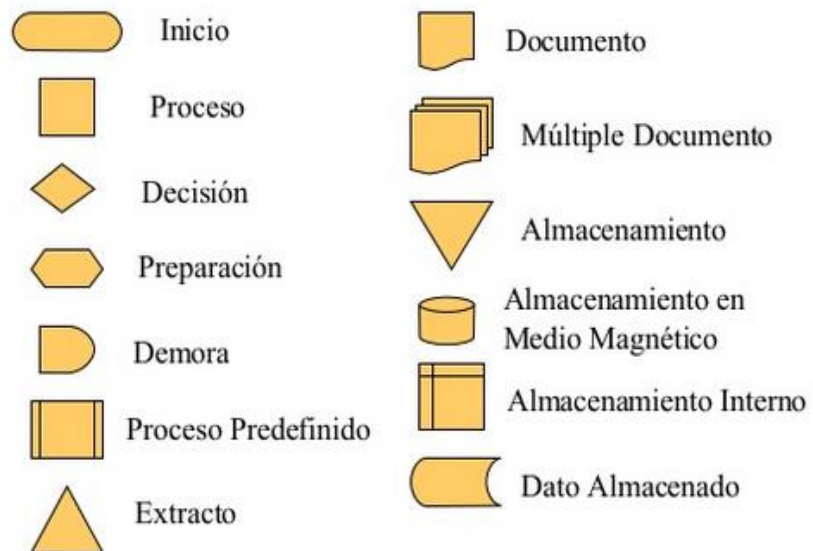 Inicio
Proceso
Decisión
Preparación
Demora
Proceso Predefinido
Extracto
Documento
Múltiple Documento
Almacenamiento
Almacenamiento en
Medio Magnético
Almacenamiento Interno
Dato Almacenado